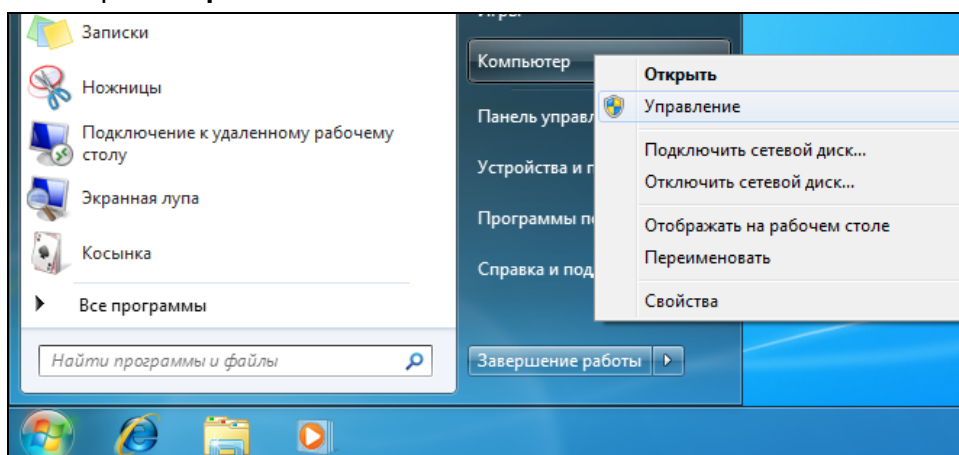 Записки
Ножницы
Подключение к удаленному рабочему
столу
Экранная лупа
Косынка
Все программы
Найти программы и файлы
Компьютер
Панель управл
Устройства и п
Программы по
Справка и под
Завершение работы
Открыть
Управление
Подключить сетевой диск...
Отключить сетевой диск...
Отображать на рабочем столе
Переименовать
Свойства